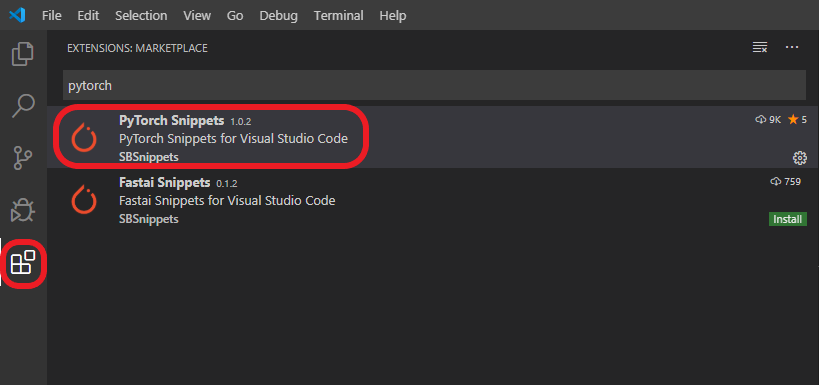 File Edit Selection View Go Debug Terminal Help
EXTENSIONS: MARKETPLACE
pytorch
PyTorch Snippets 1.0.2 9K 5
PyTorch Snippets for Visual Studio Code
SBSnippets
Fastai Snippets 0.1.2 759
Fastai Snippets for Visual Studio Code
SBSnippets Install